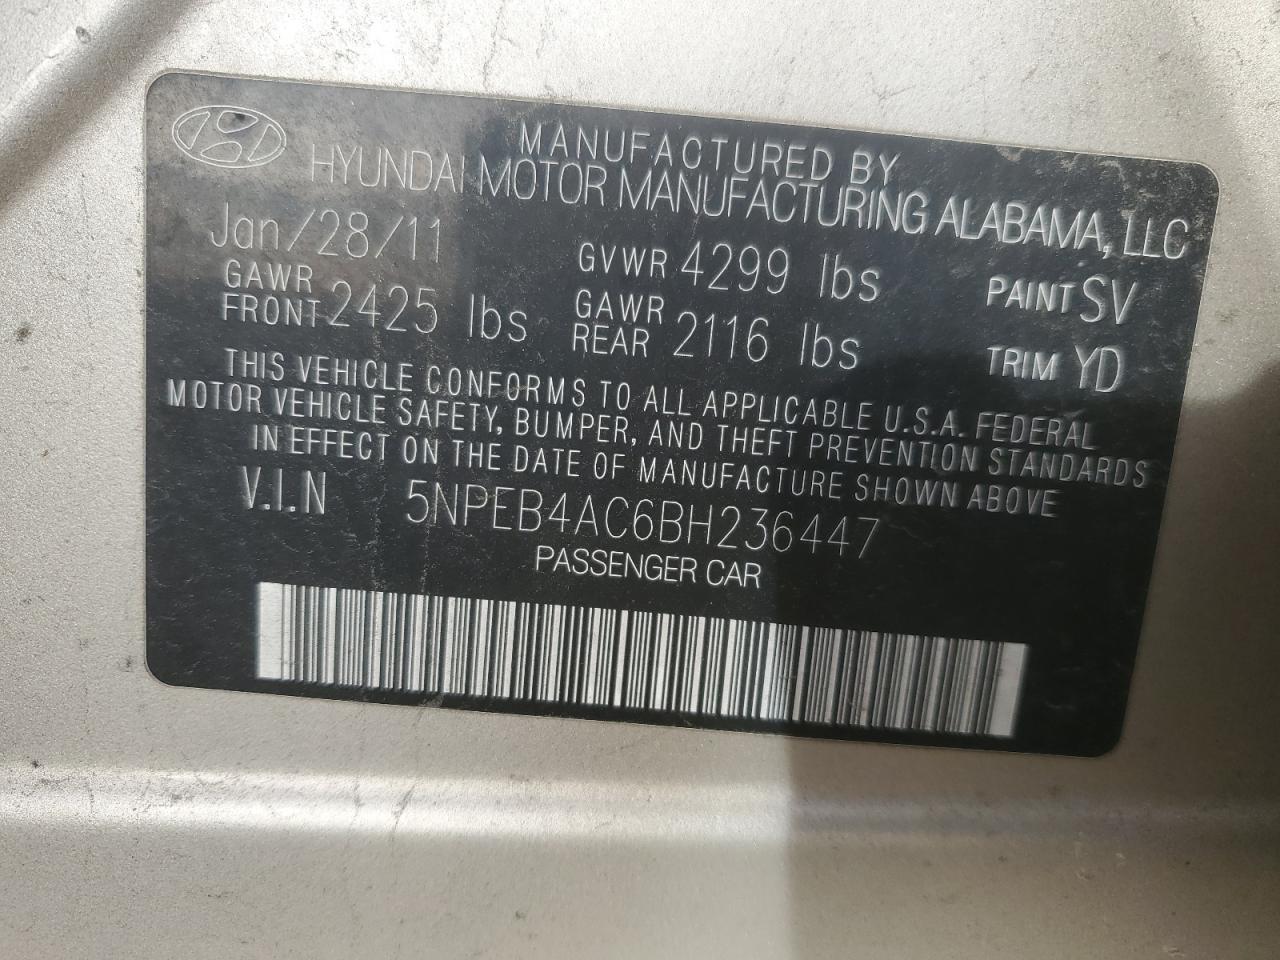 MANUFACTURED BY
HYUNDAI MOTOR MANUFACTURING ALABAMA, LLC
Jan/28/11 GVWR 4299 lbs PAINT SV
GAWR FRONT 2425 lbs GAWR REAR 2116 lbs TRIM YD
THIS VEHICLE CONFORMS TO ALL APPLICABLE U.S.A. FEDERAL
MOTOR VEHICLE SAFETY, BUMPER, AND THEFT PREVENTION STANDARDS
IN EFFECT ON THE DATE OF MANUFACTURE SHOWN ABOVE
V.I.N 5NPEB4AC6BH236447
PASSENGER CAR